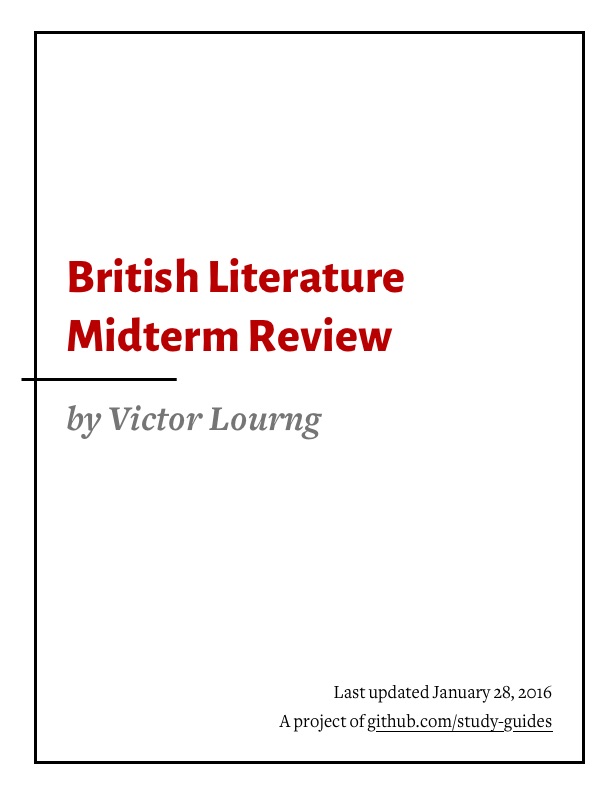 British Literature
Midterm Review
by Victor Lourng
Last updated January 28, 2016
A project of github.com/study-guides